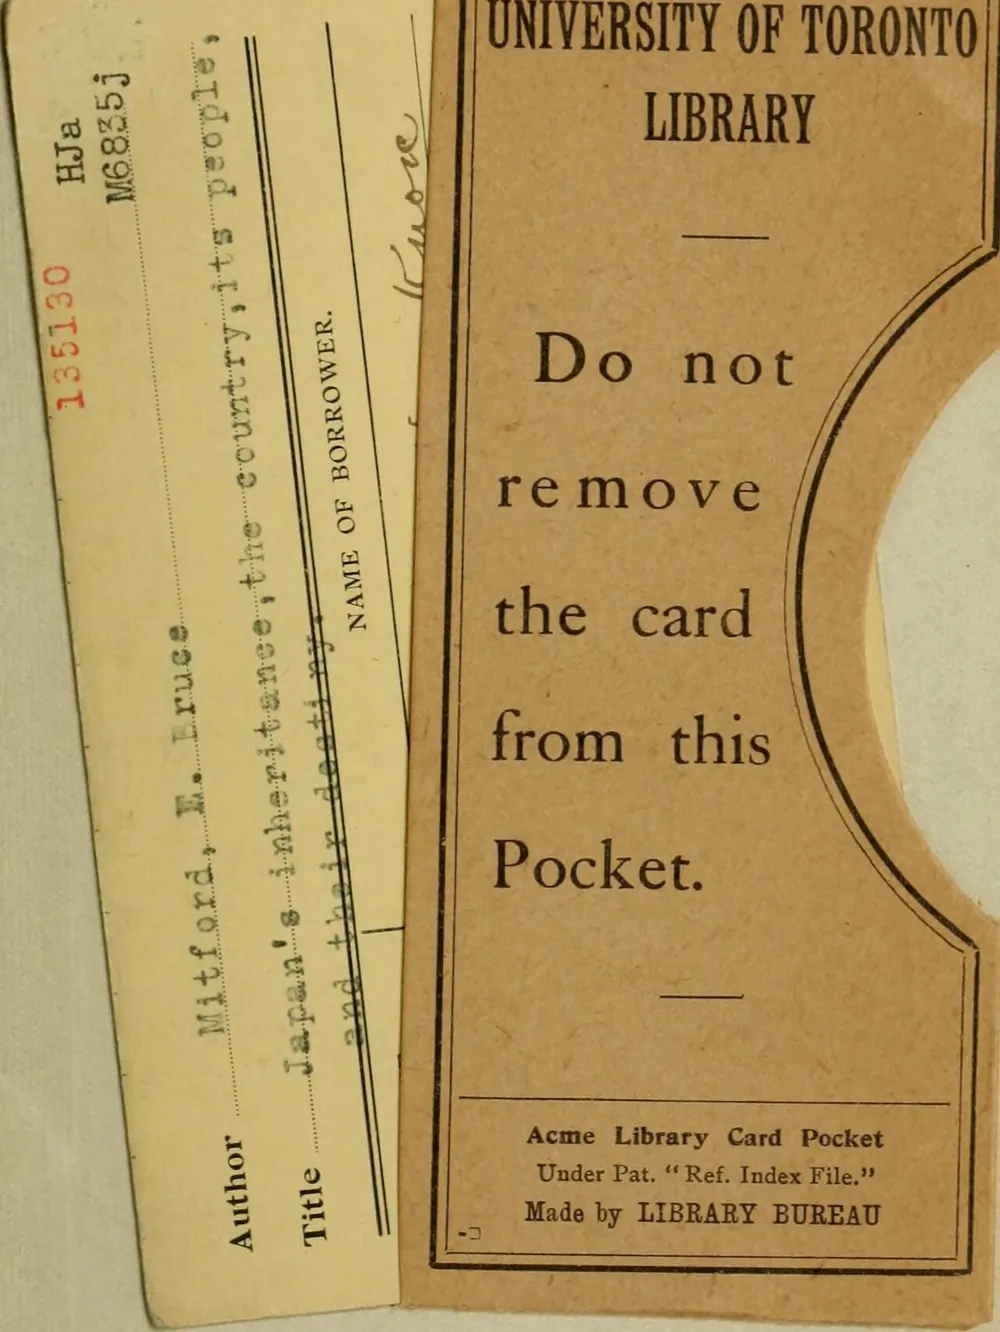 135130
HJa
M6835j
Author Mitford, E. Bruce
Title Japan's inheritance, the country, its people,
and their destiny.
NAME OF BORROWER.
Knox
UNIVERSITY OF TORONTO
LIBRARY
Do not
remove
the card
from this
Pocket.
Acme Library Card Pocket
Under Pat. "Ref. Index File."
Made by LIBRARY BUREAU